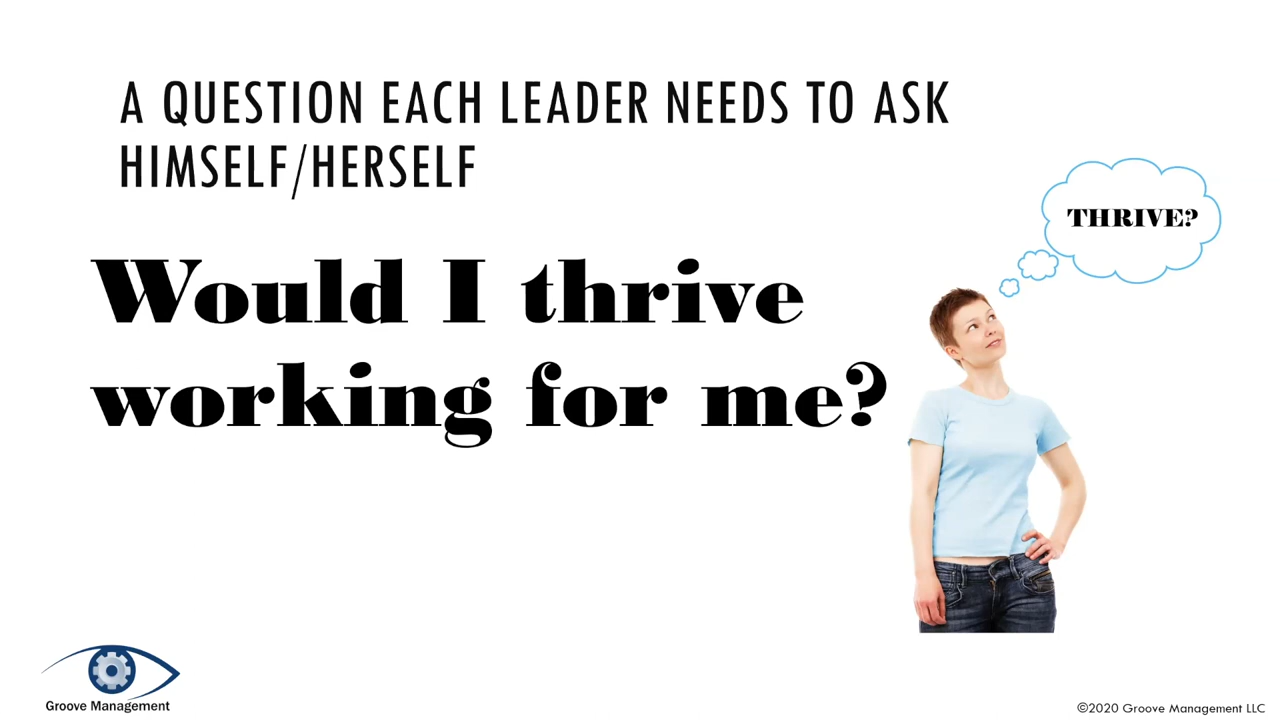 A QUESTION EACH LEADER NEEDS TO ASK
HIMSELF/HERSELF
THRIVE?
Would I thrive
working for me?
Groove Management
©2020 Groove Management LLC